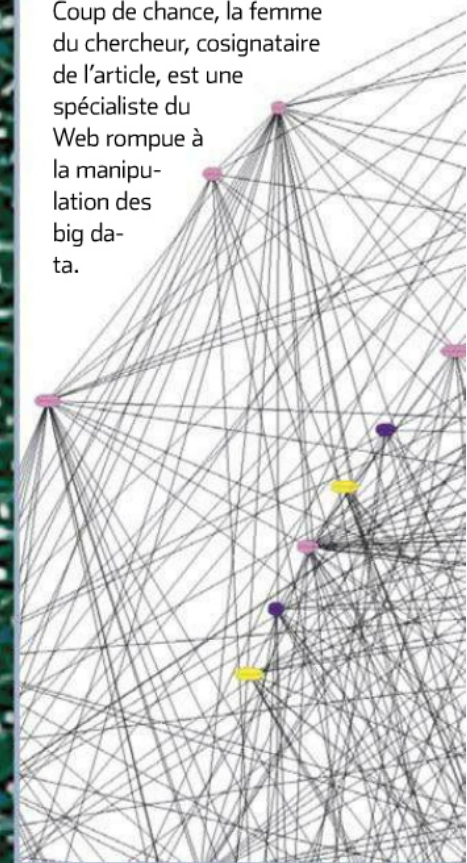 Coup de chance, la femme
du chercheur, cosignataire
de l’article, est une
spécialiste du
Web rompue à
la manipu-
lation des
big da-
ta.